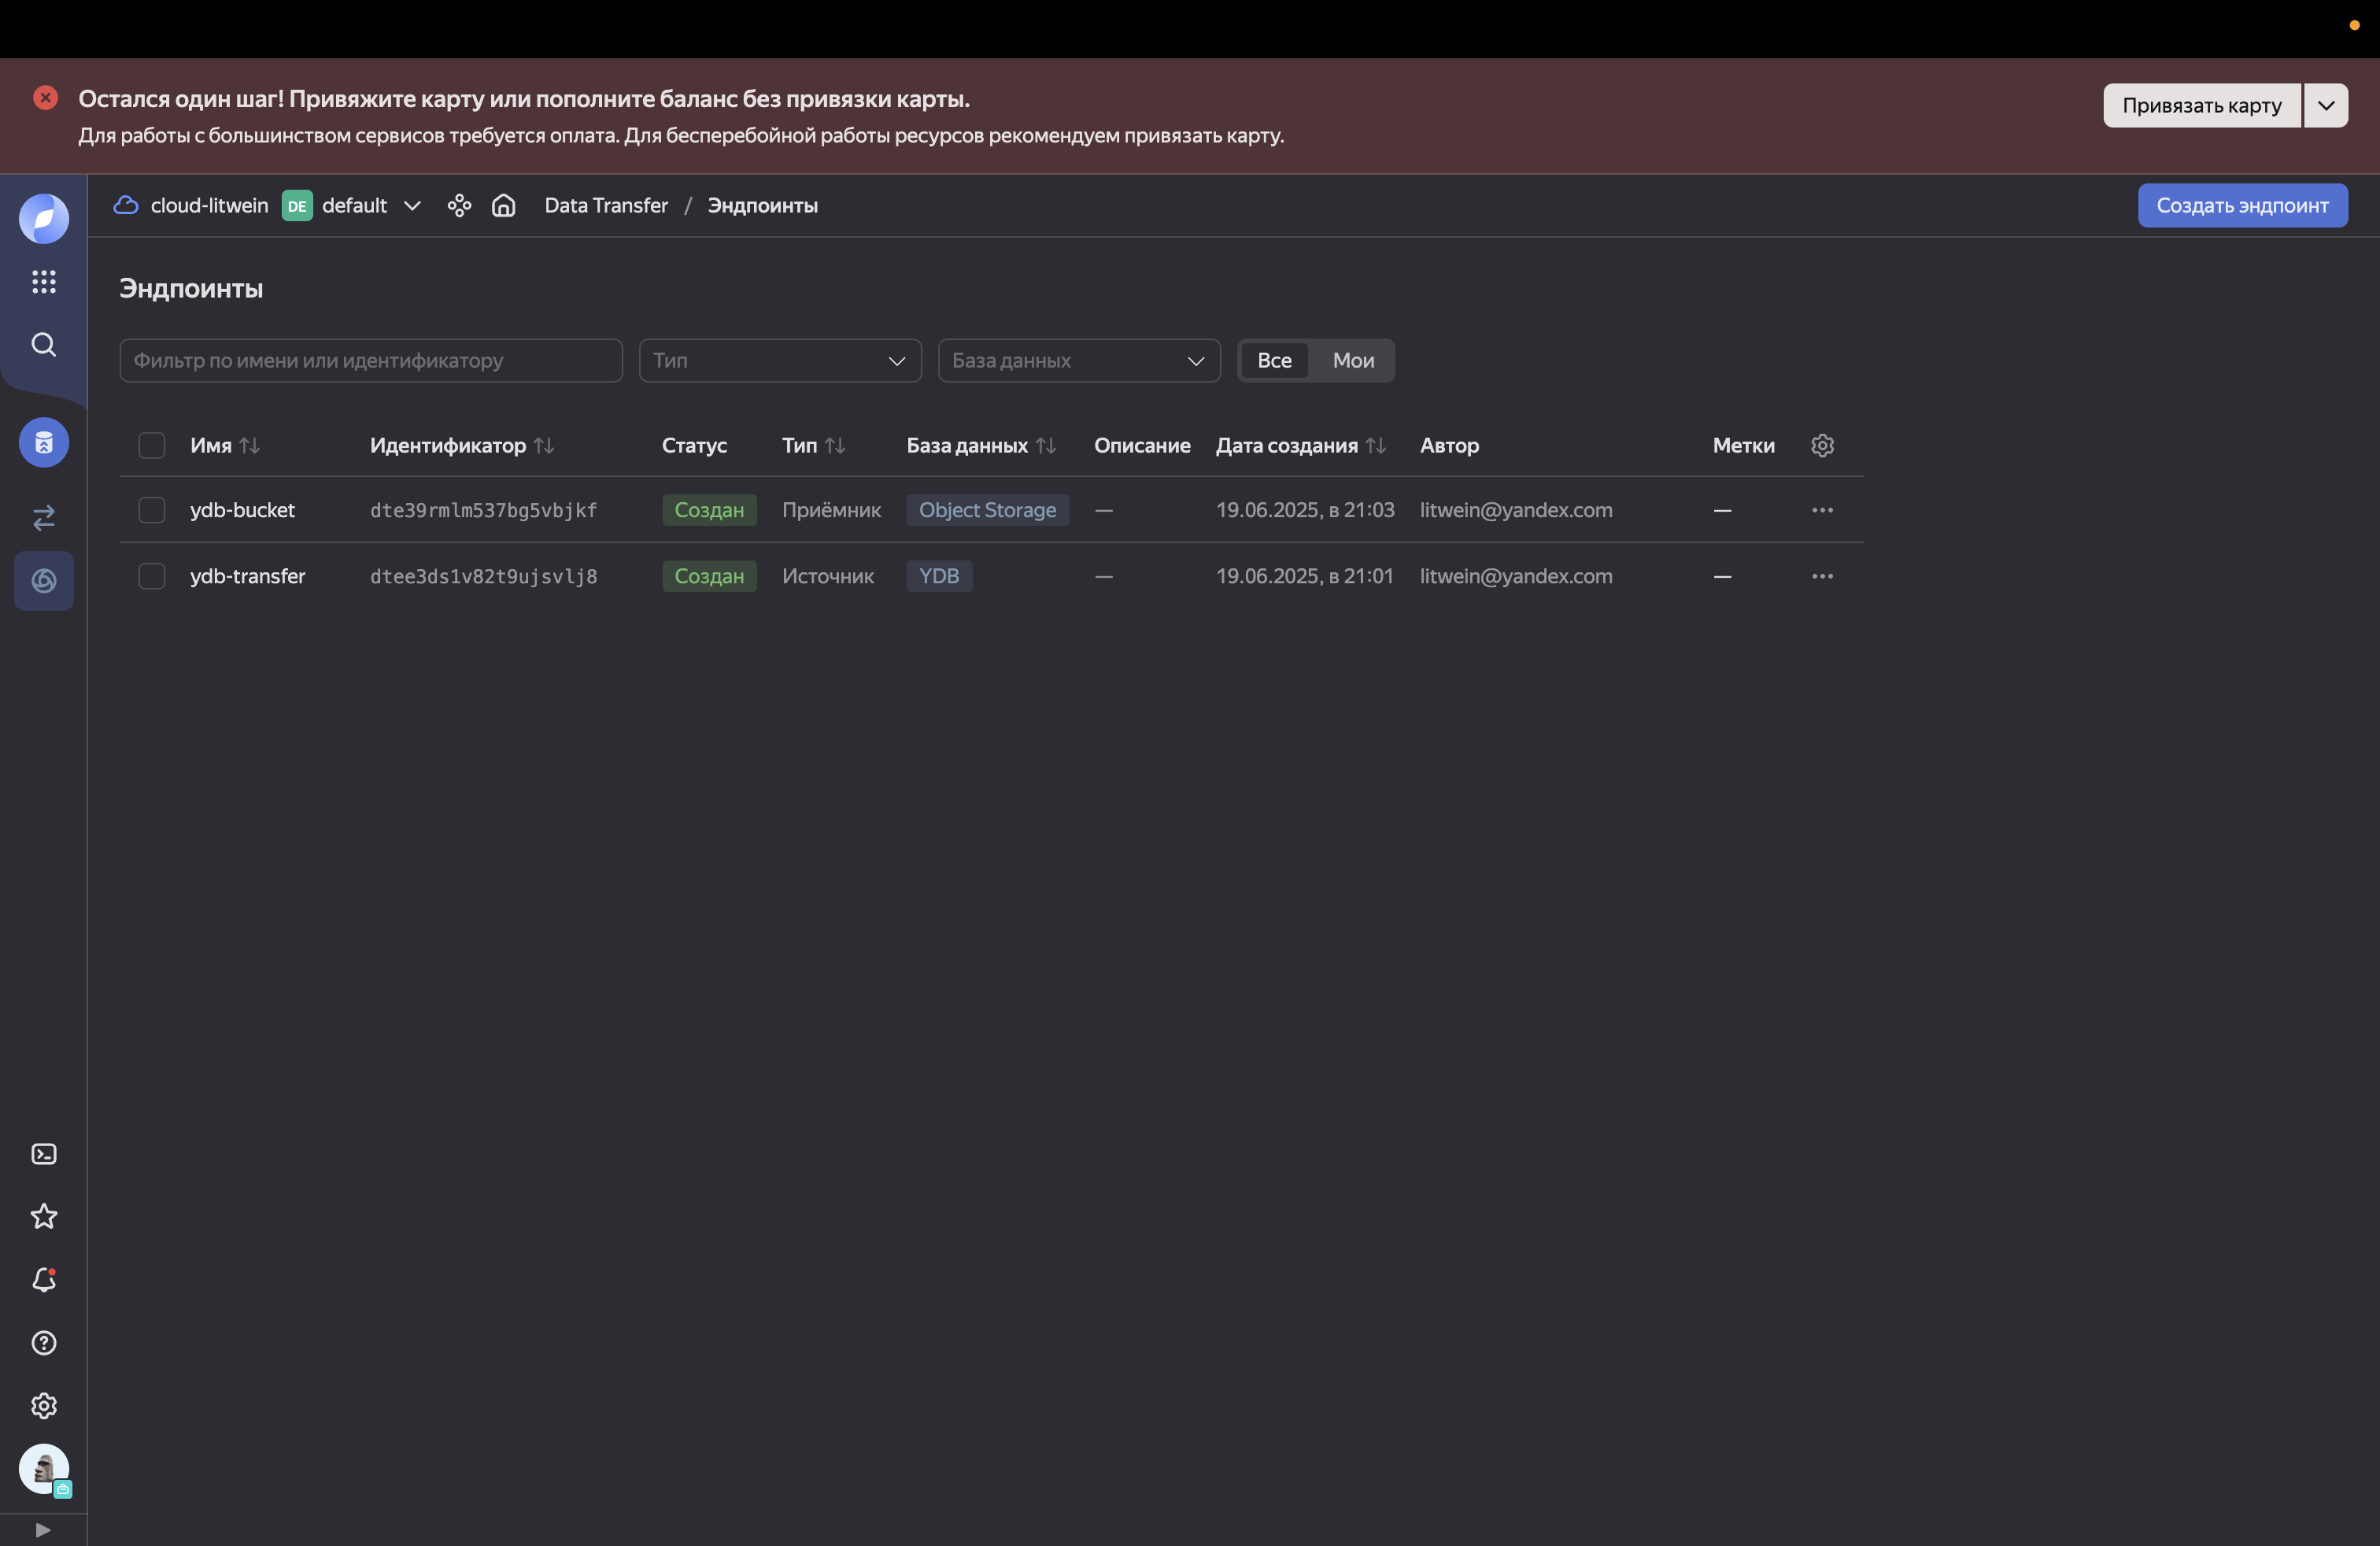 Остался один шаг! Привяжите карту или пополните баланс без привязки карты.
Для работы с большинством сервисов требуется оплата. Для бесперебойной работы ресурсов рекомендуем привязать карту.
Привязать карту
cloud-litwein DE default Data Transfer / Эндпоинты
Создать эндпоинт
Эндпоинты
Фильтр по имени или идентификатору Тип База данных Все Мои
Имя Идентификатор Статус Тип База данных Описание Дата создания Автор Метки
ydb-bucket dte39rmlm537bg5vbjkf Создан Приёмник Object Storage — 19.06.2025, в 21:03 litwein@yandex.com —
ydb-transfer dtee3ds1v82t9ujsvlj8 Создан Источник YDB — 19.06.2025, в 21:01 litwein@yandex.com —